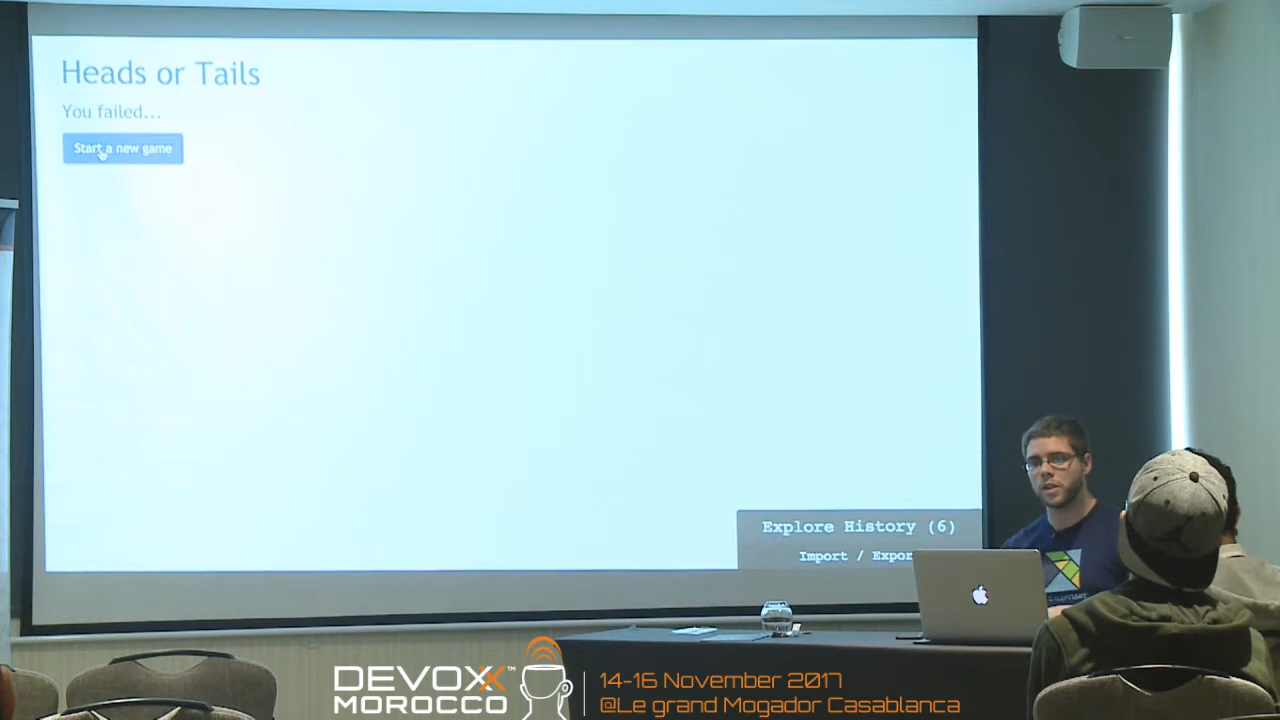 Heads or Tails
You failed...
Start a new game
Explore History (6)
Import / Expor
DEVOXX™
MOROCCO
14-16 November 2017
@Le grand Mogador Casablanca